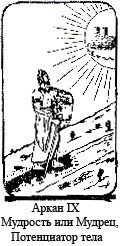 Аркан IX
Мудрость или Мудрец,
Потенциатор тела